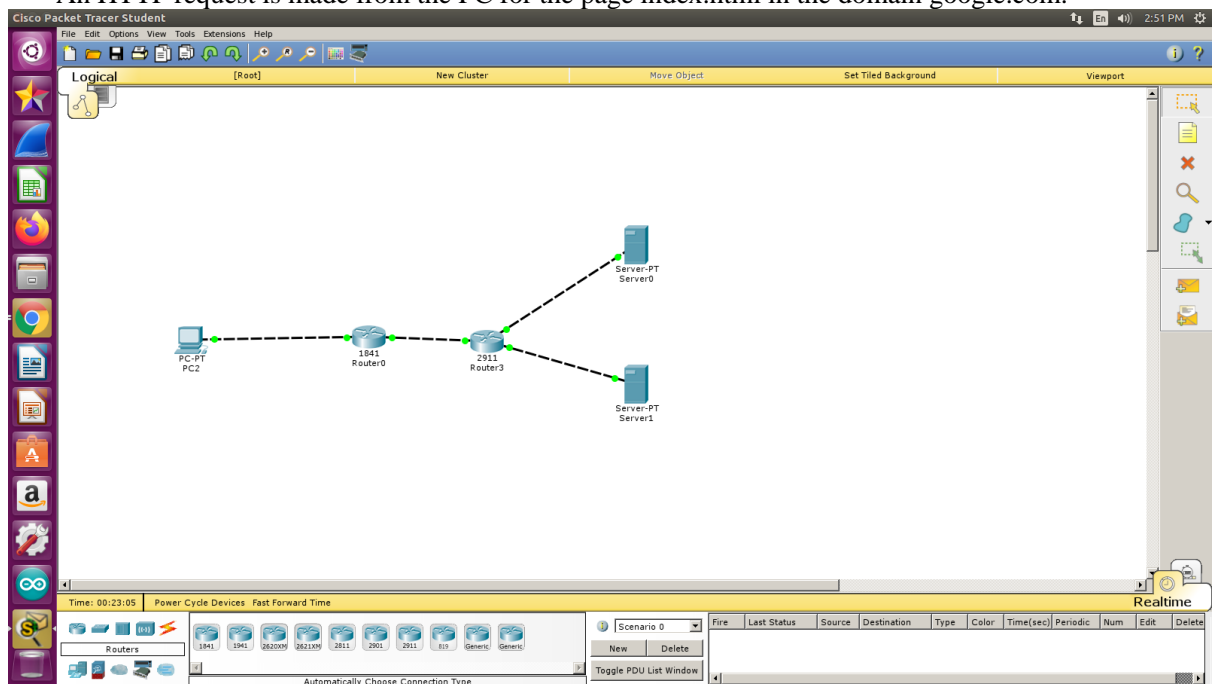 An HTTP request is made from the PC for the page index.html in the domain google.com.
Cisco Packet Tracer Student
En 2:51 PM
File Edit Options View Tools Extensions Help
Logical [Root] New Cluster Move Object Set Tiled Background Viewport
Server-PT
Server0
PC-PT
PC2
1841
Router0
2911
Router3
Server-PT
Server1
Time: 00:23:05 Power Cycle Devices Fast Forward Time Realtime
Routers
1841 1941 2620XM 2621XM 2811 2901 2911 819 Generic Generic
Automatically Choose Connection Type
Scenario 0
New Delete
Toggle PDU List Window
Fire Last Status Source Destination Type Color Time(sec) Periodic Num Edit Delete